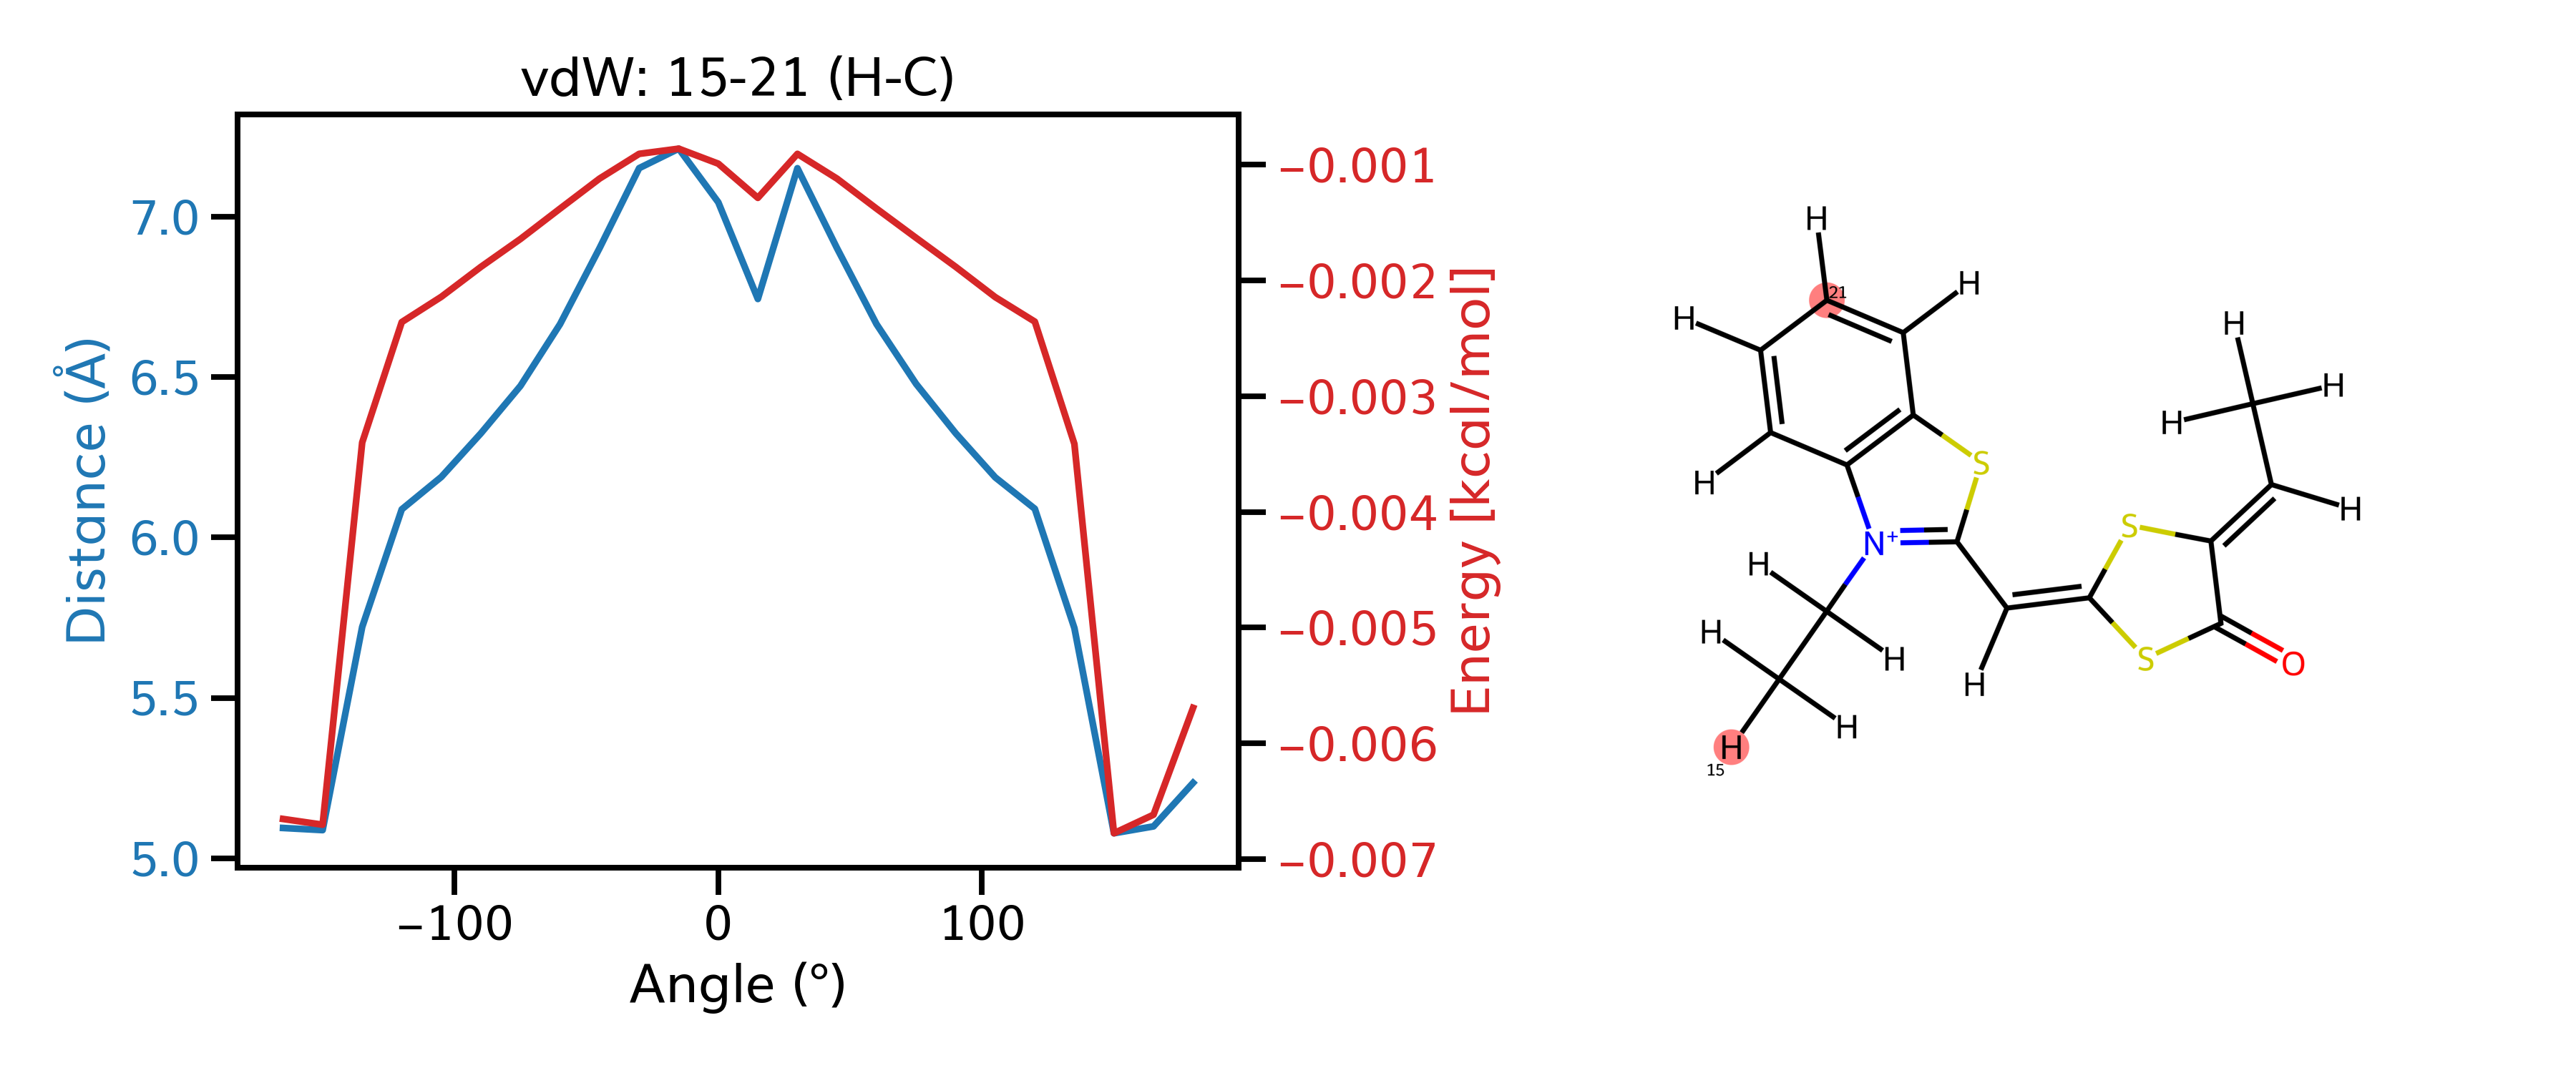 vdW: 15-21 (H-C)
7.0
6.5
6.0
5.5
5.0
Distance (Å)
−0.001
−0.002
−0.003
−0.004
−0.005
−0.006
−0.007
Energy [kcal/mol]
−100
0
100
Angle (°)
H
H
21
H
H
H
H
H
S
H
N⁺
S
H
H
H
S
O
H
H
H
H
15